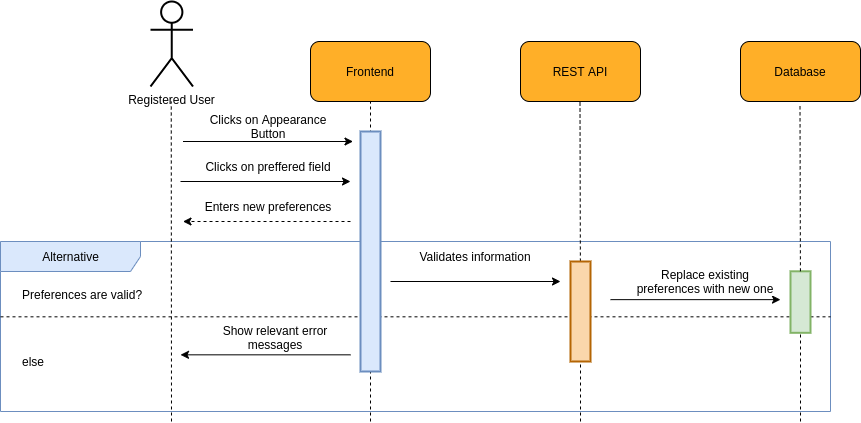 Registered User
Frontend
REST API
Database
Clicks on Appearance
Button
Clicks on preffered field
Enters new preferences
Alternative
Validates information
Preferences are valid?
Replace existing
preferences with new one
Show relevant error
messages
else